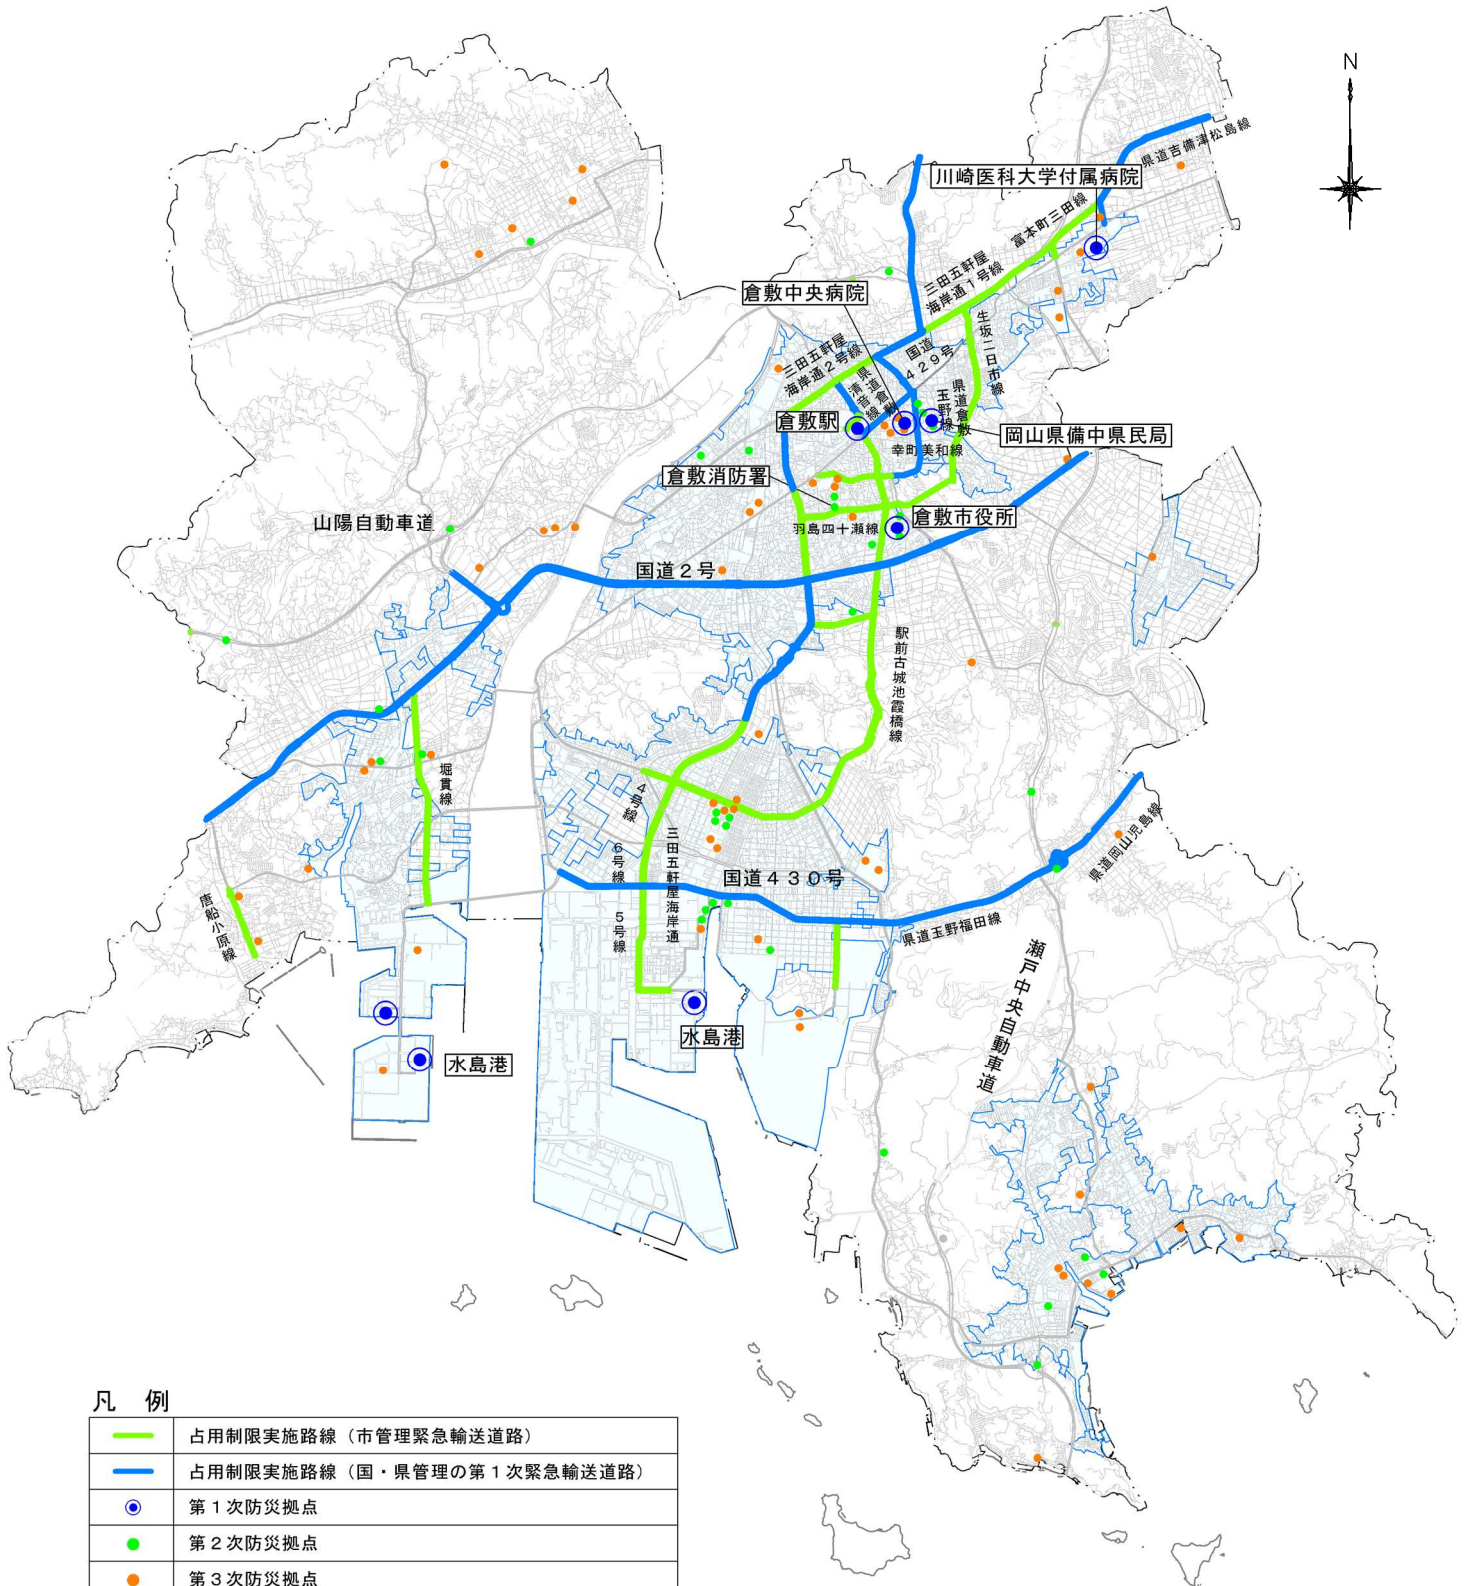 N
県道吉備津松島線
川崎医科大学付属病院
富本町三田線
三田五軒屋
海岸通1号線
倉敷中央病院
生坂二日市線
国道
429号
三田五軒屋
海岸通2号線
県道倉敷
清音線
県道倉敷
玉野線
倉敷駅
岡山県備中県民局
幸町美和線
倉敷消防署
倉敷市役所
山陽自動車道
羽島四十瀬線
国道2号
駅前古城池霞橋線
堀貫線
4号線
三田五軒屋海岸通
6号線
国道430号
県道岡山児島線
唐船小原線
5号線
県道玉野福田線
瀬戸中央自動車道
水島港
水島港
凡 例
占用制限実施路線（市管理緊急輸送道路）
占用制限実施路線（国・県管理の第1次緊急輸送道路）
第1次防災拠点
第2次防災拠点
第3次防災拠点